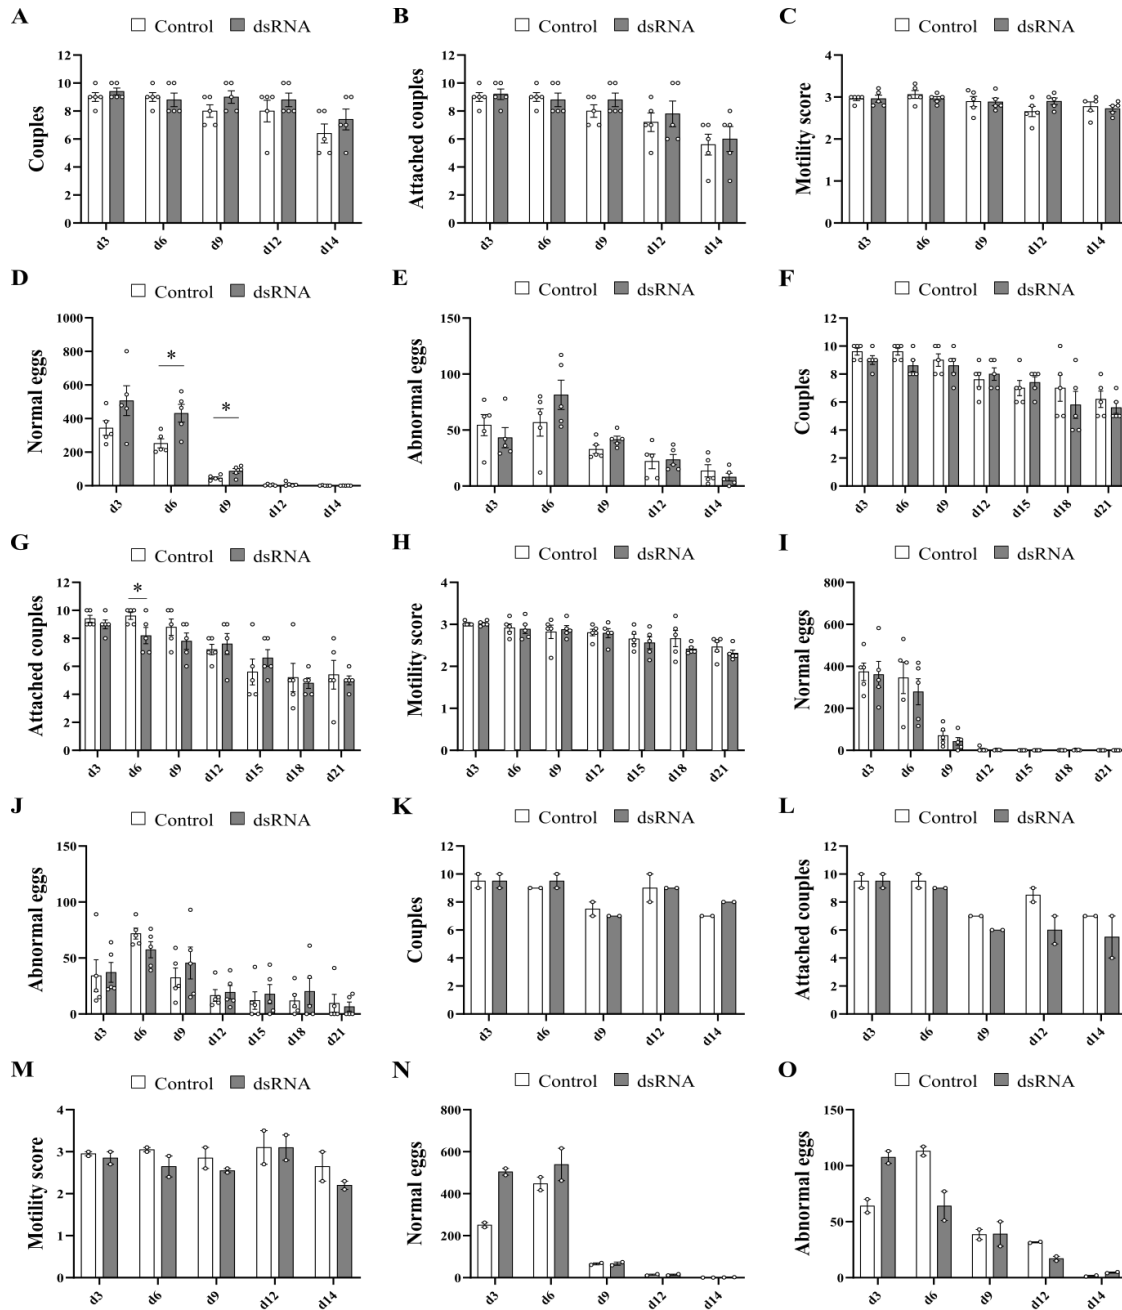 A
Control dsRNA
Couples
12
10
8
6
4
2
0
d3 d6 d9 d12 d14
B
Control dsRNA
Attached couples
12
10
8
6
4
2
0
d3 d6 d9 d12 d14
C
Control dsRNA
Motility score
4
3
2
1
0
d3 d6 d9 d12 d14
D
Control dsRNA
Normal eggs
1000
800
600
400
200
0
* *
d3 d6 d9 d12 d14
E
Control dsRNA
Abnormal eggs
150
100
50
0
d3 d6 d9 d12 d14
F
Control dsRNA
Couples
12
10
8
6
4
2
0
d3 d6 d9 d12 d15 d18 d21
G
Control dsRNA
Attached couples
12
10
8
6
4
2
0
*
d3 d6 d9 d12 d15 d18 d21
H
Control dsRNA
Motility score
4
3
2
1
0
d3 d6 d9 d12 d15 d18 d21
I
Control dsRNA
Normal eggs
800
600
400
200
0
d3 d6 d9 d12 d15 d18 d21
J
Control dsRNA
Abnormal eggs
150
100
50
0
d3 d6 d9 d12 d15 d18 d21
K
Control dsRNA
Couples
12
10
8
6
4
2
0
d3 d6 d9 d12 d14
L
Control dsRNA
Attached couples
12
10
8
6
4
2
0
d3 d6 d9 d12 d14
M
Control dsRNA
Motility score
4
3
2
1
0
d3 d6 d9 d12 d14
N
Control dsRNA
Normal eggs
800
600
400
200
0
d3 d6 d9 d12 d14
O
Control dsRNA
Abnormal eggs
150
100
50
0
d3 d6 d9 d12 d14